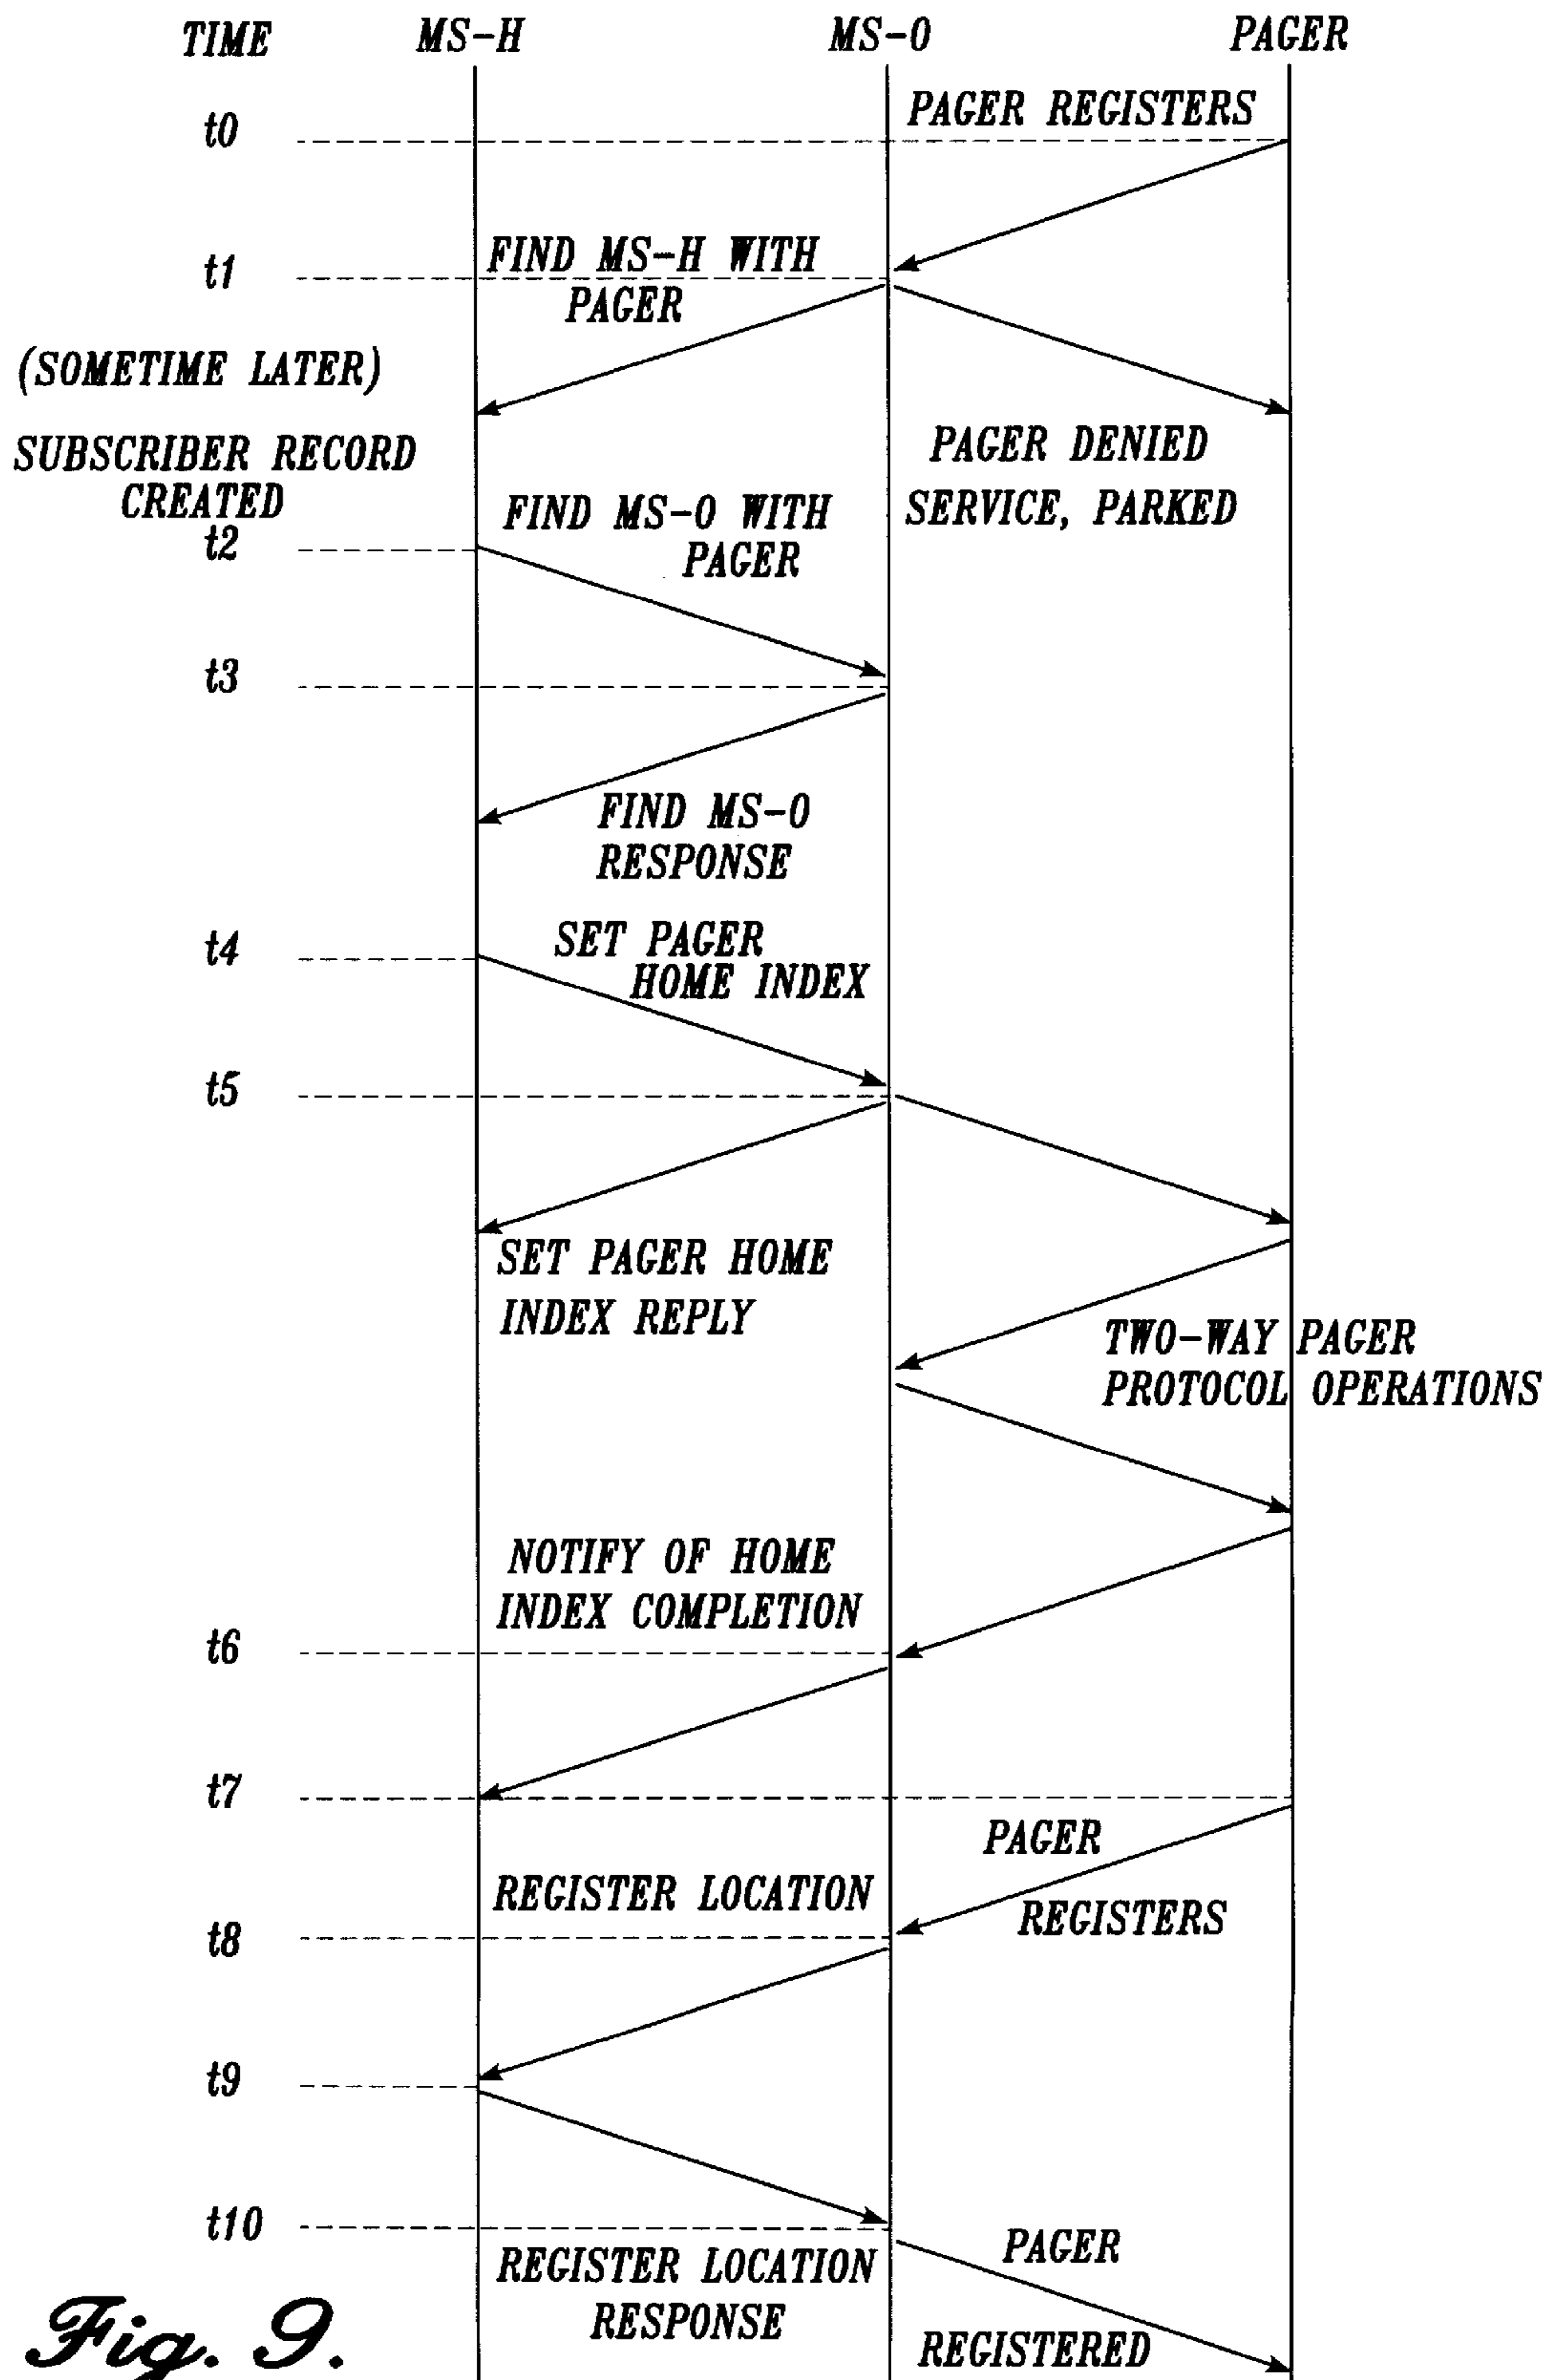 TIME MS-H MS-O PAGER
PAGER REGISTERS
t0
FIND MS-H WITH
t1
PAGER
(SOMETIME LATER)
SUBSCRIBER RECORD
CREATED
PAGER DENIED
SERVICE, PARKED
FIND MS-O WITH
PAGER
t2
t3
FIND MS-O
RESPONSE
t4
SET PAGER
HOME INDEX
t5
SET PAGER HOME
INDEX REPLY
TWO-WAY PAGER
PROTOCOL OPERATIONS
NOTIFY OF HOME
INDEX COMPLETION
t6
t7
PAGER
REGISTERS
REGISTER LOCATION
t8
t9
t10
REGISTER LOCATION
RESPONSE
PAGER
REGISTERED
Fig. 9.